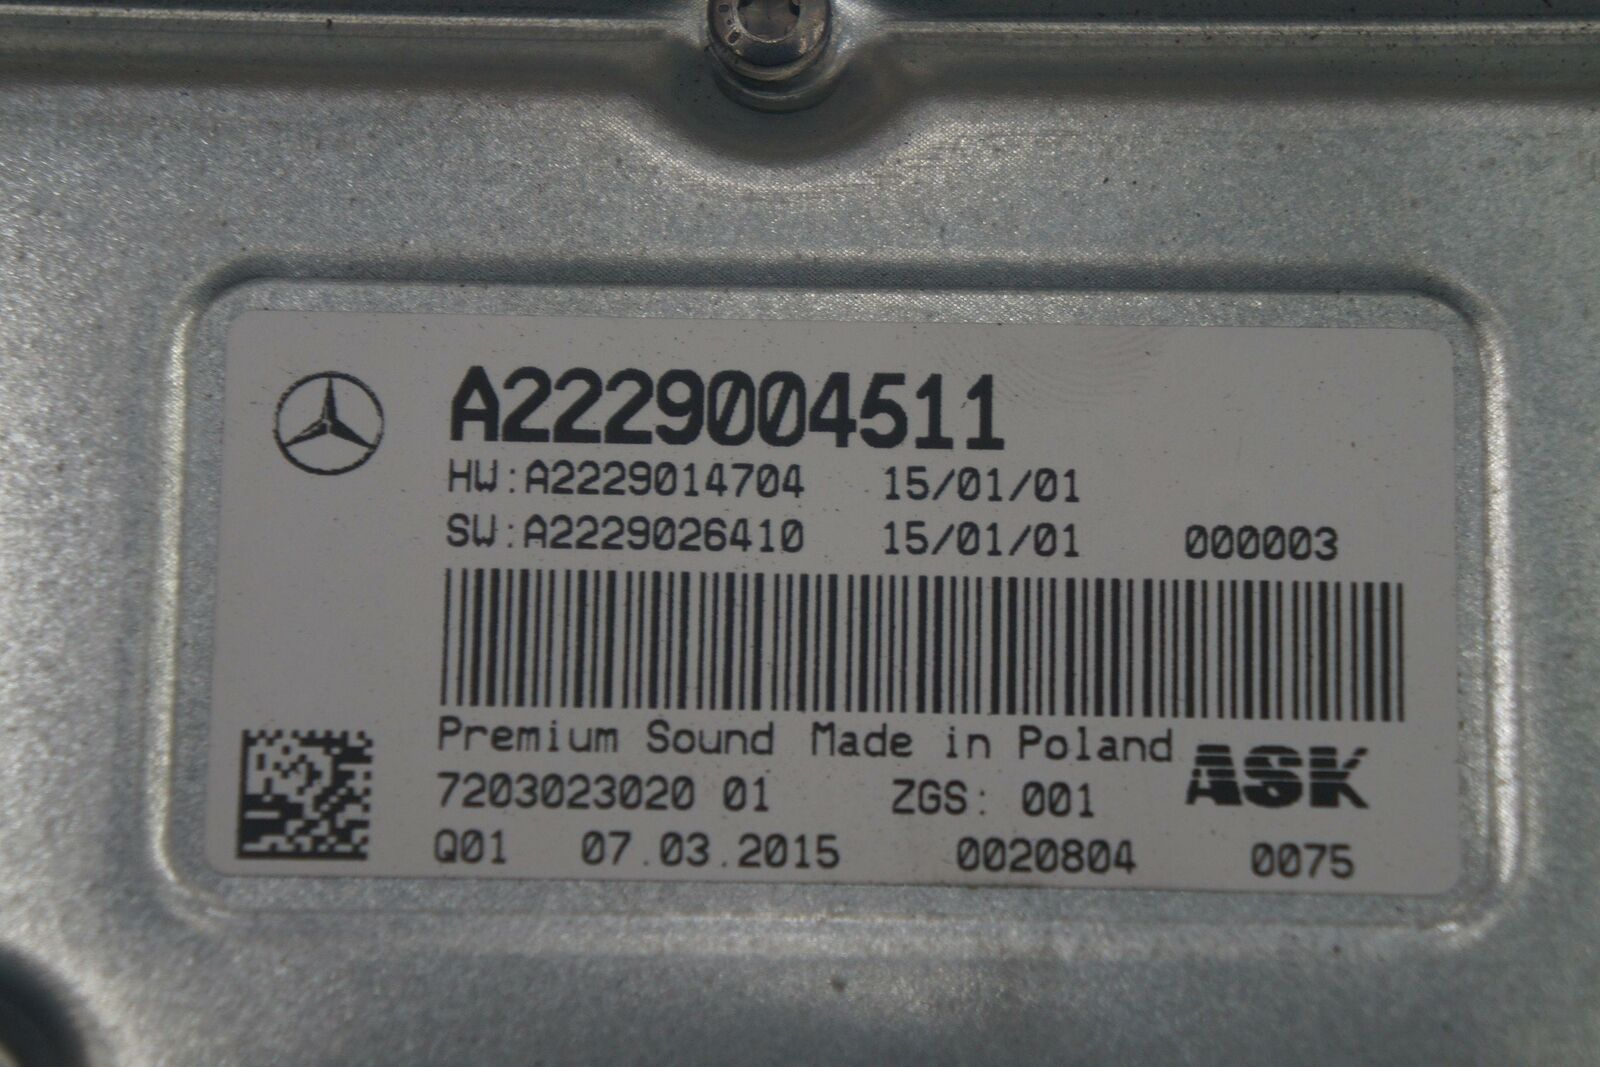 A2229004511
HW:A2229014704 15/01/01
SW:A2229026410 15/01/01 000003
Premium Sound Made in Poland ASK
7203023020 01 ZGS: 001
Q01 07.03.2015 0020804 0075